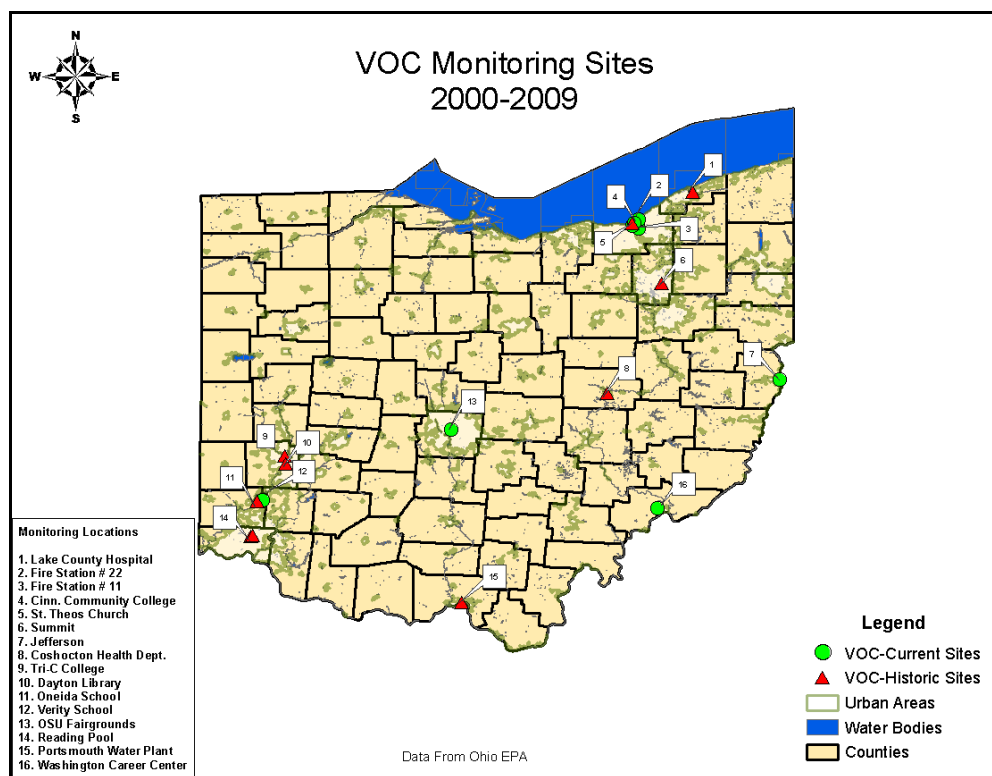 N
W
E
S
VOC Monitoring Sites
2000-2009
1
2
4
3
5
6
7
8
13
9
10
12
11
16
14
15
Monitoring Locations
1. Lake County Hospital
2. Fire Station # 22
3. Fire Station # 11
4. Cinn. Community College
5. St. Theos Church
6. Summit
7. Jefferson
8. Coshocton Health Dept.
9. Tri-C College
10. Dayton Library
11. Oneida School
12. Verity School
13. OSU Fairgrounds
14. Reading Pool
15. Portsmouth Water Plant
16. Washington Career Center
Legend
VOC-Current Sites
VOC-Historic Sites
Urban Areas
Water Bodies
Counties
Data From Ohio EPA